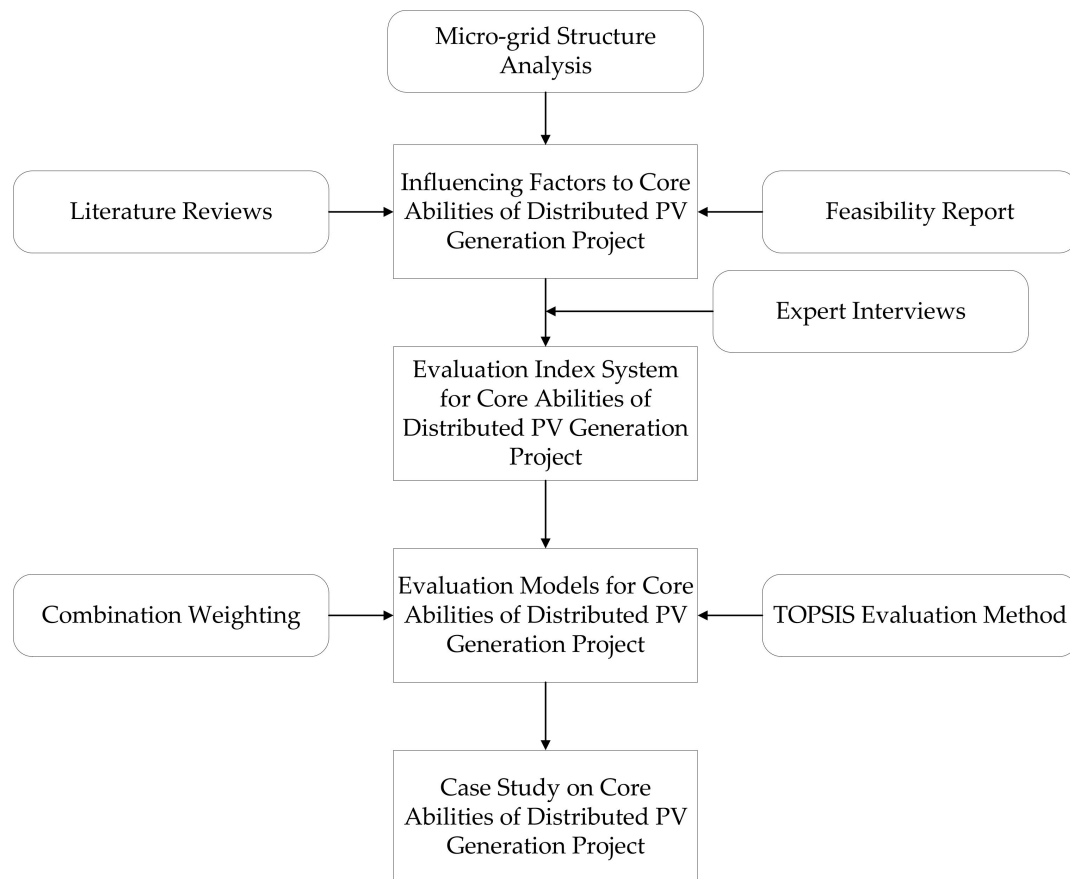 Micro-grid Structure
Analysis
Literature Reviews
Influencing Factors to Core
Abilities of Distributed PV
Generation Project
Feasibility Report
Expert Interviews
Evaluation Index System
for Core Abilities of
Distributed PV Generation
Project
Combination Weighting
Evaluation Models for Core
Abilities of Distributed PV
Generation Project
TOPSIS Evaluation Method
Case Study on Core
Abilities of Distributed PV
Generation Project